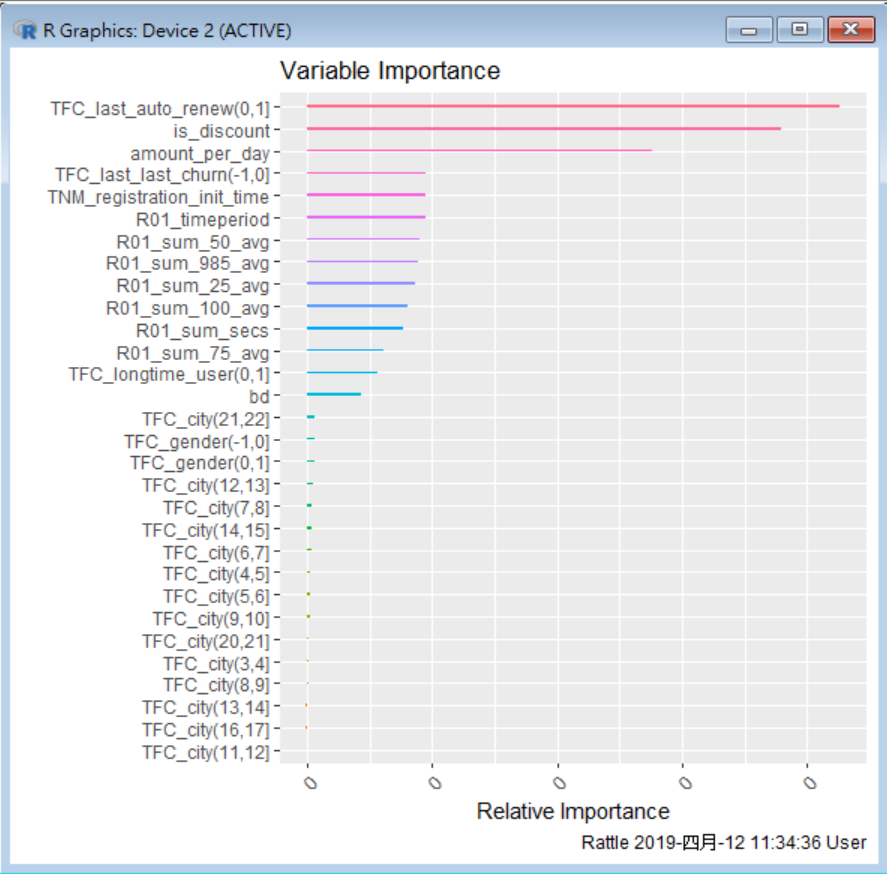 R Graphics: Device 2 (ACTIVE)
Variable Importance
TFC_last_auto_renew(0,1]
is_discount
amount_per_day
TFC_last_last_churn(-1,0]
TNM_registration_init_time
R01_timeperiod
R01_sum_50_avg
R01_sum_985_avg
R01_sum_25_avg
R01_sum_100_avg
R01_sum_secs
R01_sum_75_avg
TFC_longtime_user(0,1]
bd
TFC_city(21,22]
TFC_gender(-1,0]
TFC_gender(0,1]
TFC_city(12,13]
TFC_city(7,8]
TFC_city(14,15]
TFC_city(6,7]
TFC_city(4,5]
TFC_city(5,6]
TFC_city(9,10]
TFC_city(20,21]
TFC_city(3,4]
TFC_city(8,9]
TFC_city(13,14]
TFC_city(16,17]
TFC_city(11,12]
0 0 0 0 0
Relative Importance
Rattle 2019-四月-12 11:34:36 User